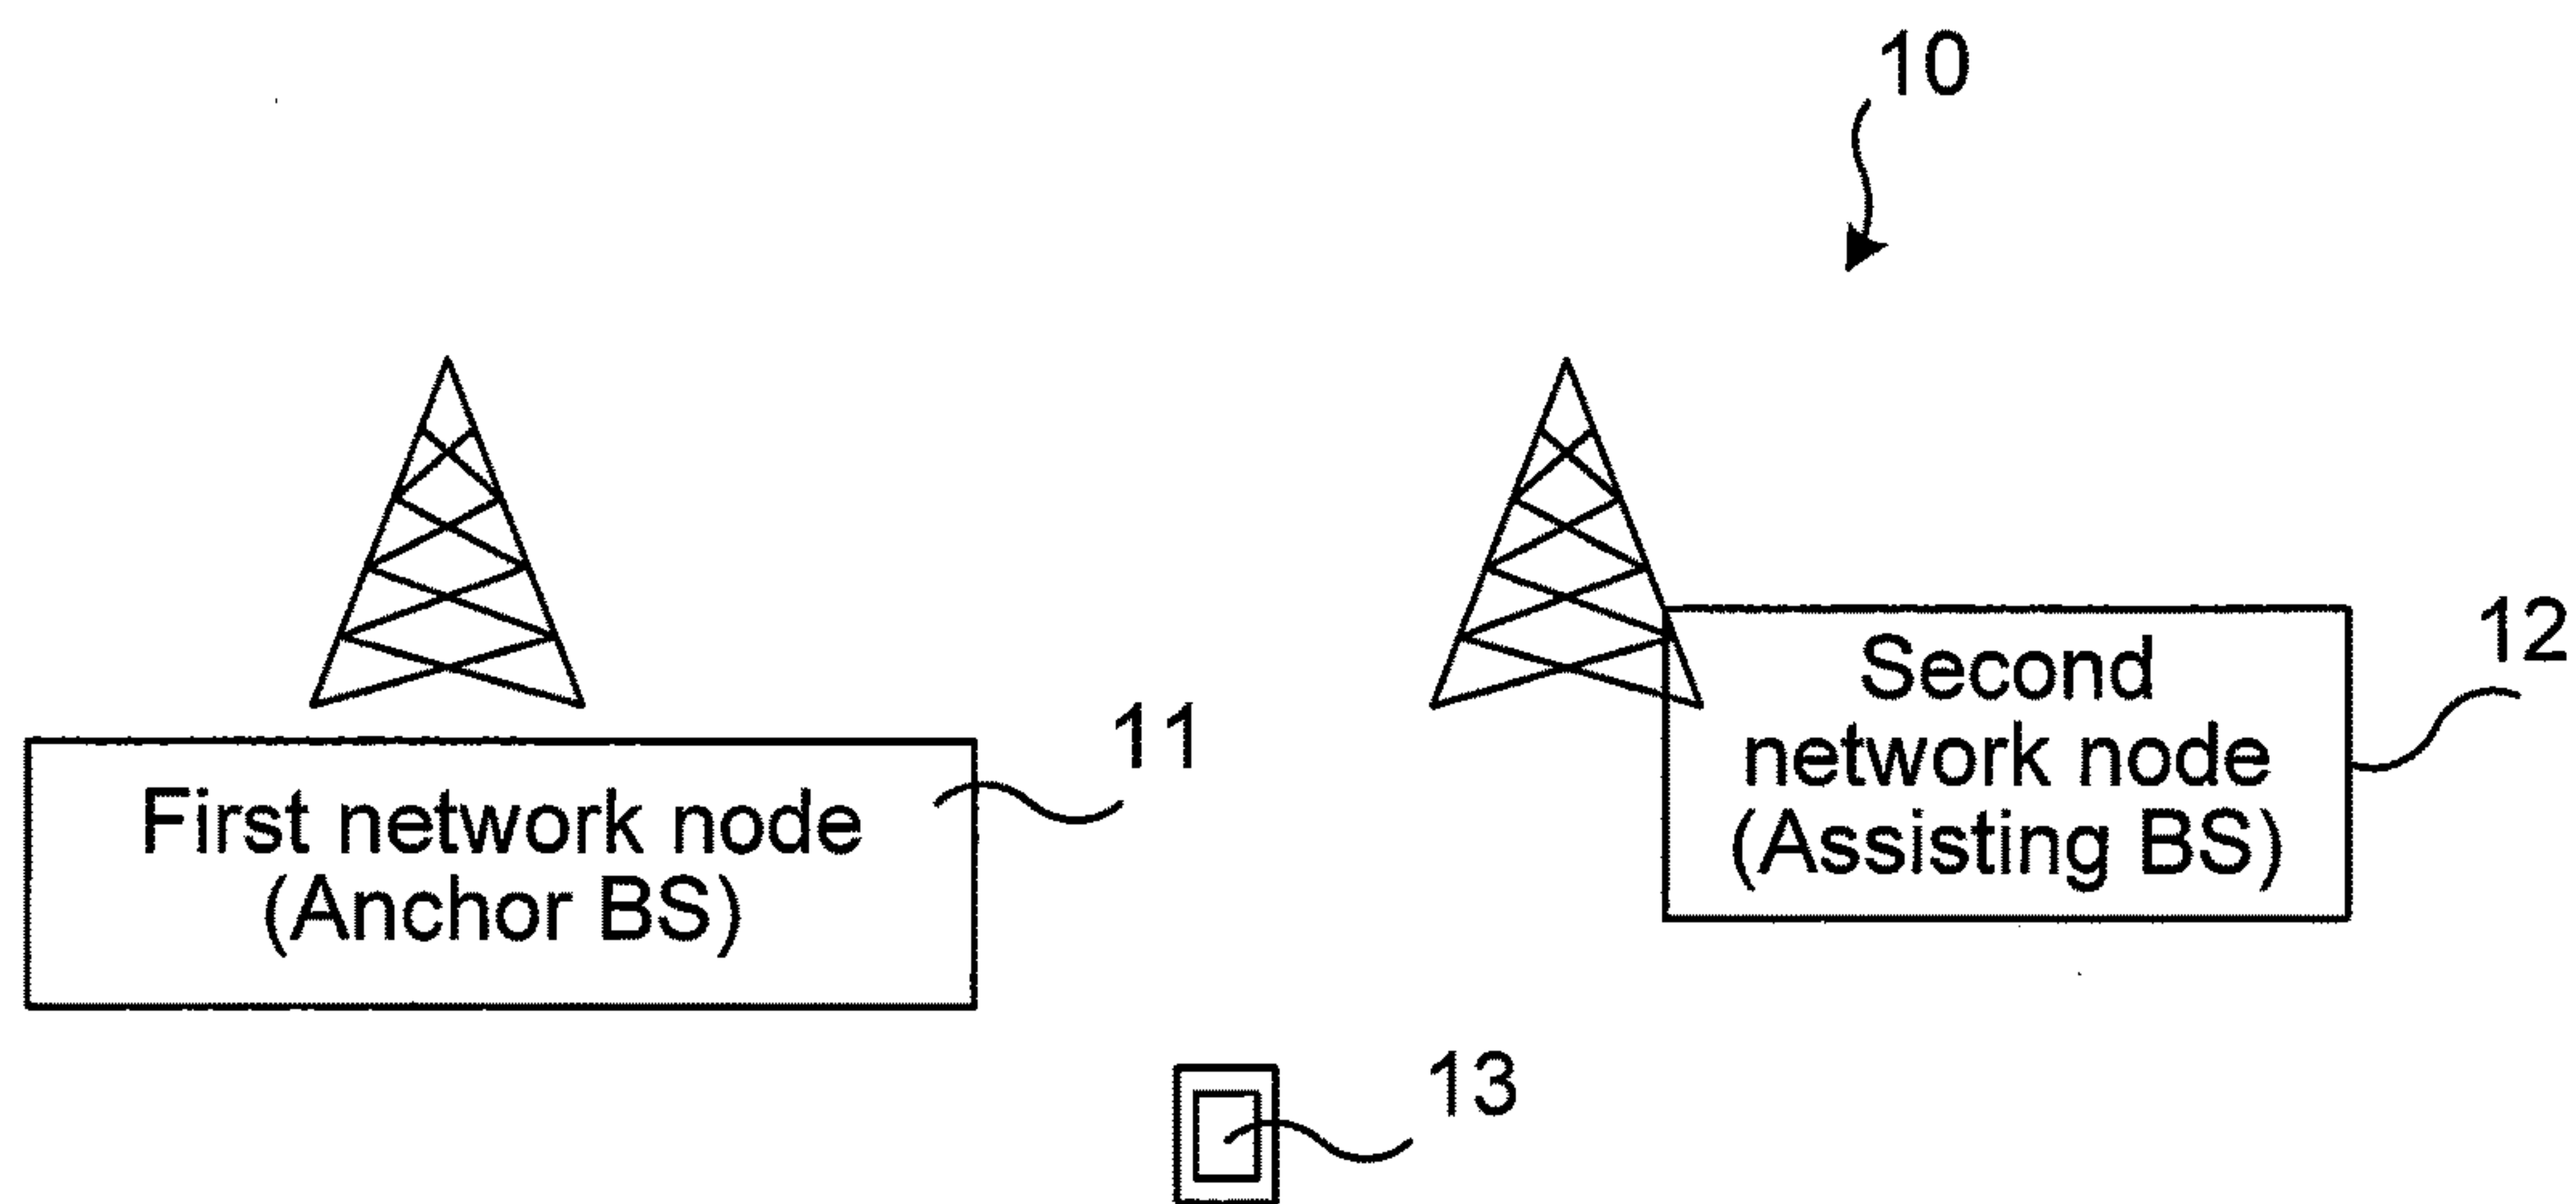 10
12
Second
network node
(Assisting BS)
11
First network node
(Anchor BS)
13